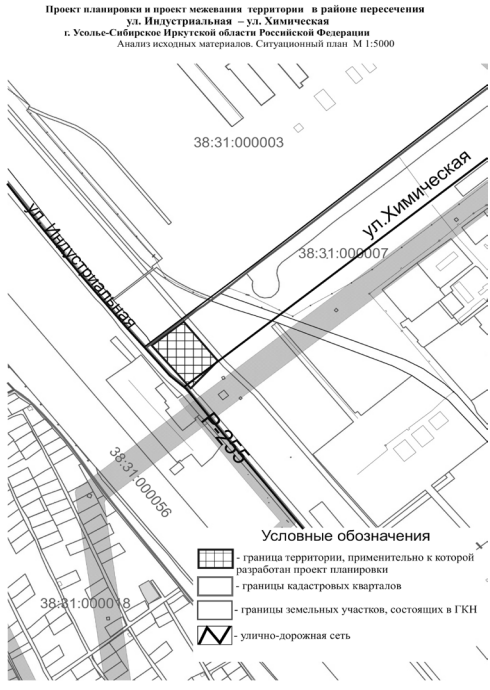 Проект планировки и проект межевания территории в районе пересечения
ул. Индустриальная – ул. Химическая
г. Усолье-Сибирское Иркутской области Российской Федерации
Анализ исходных материалов. Ситуационный план М 1:5000
38:31:000003
ул.Химическая
38:31:000007
ул. Индустриальная
Р-255
38:31:000056
38:31:000018
Условные обозначения
- граница территории, применительно к которой
разработан проект планировки
- границы кадастровых кварталов
- границы земельных участков, состоящих в ГКН
- улично-дорожная сеть